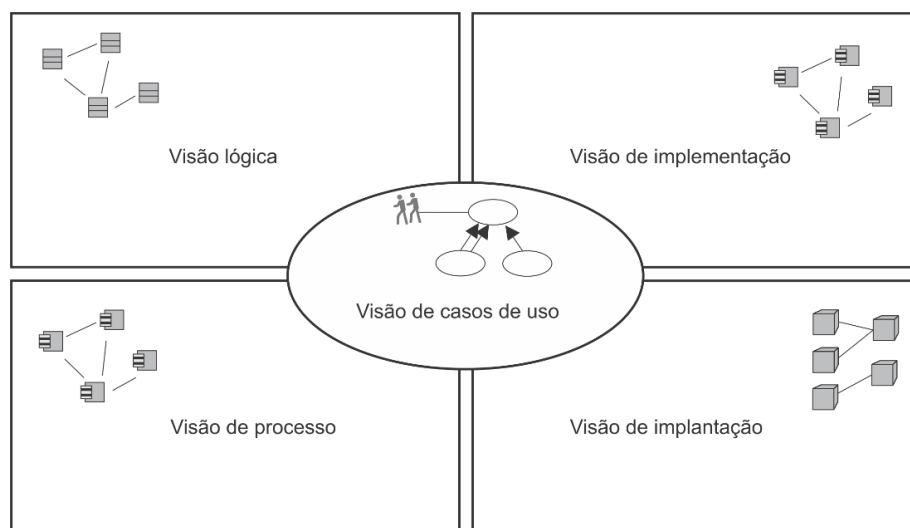 Visão lógica
Visão de implementação
Visão de casos de uso
Visão de processo
Visão de implantação